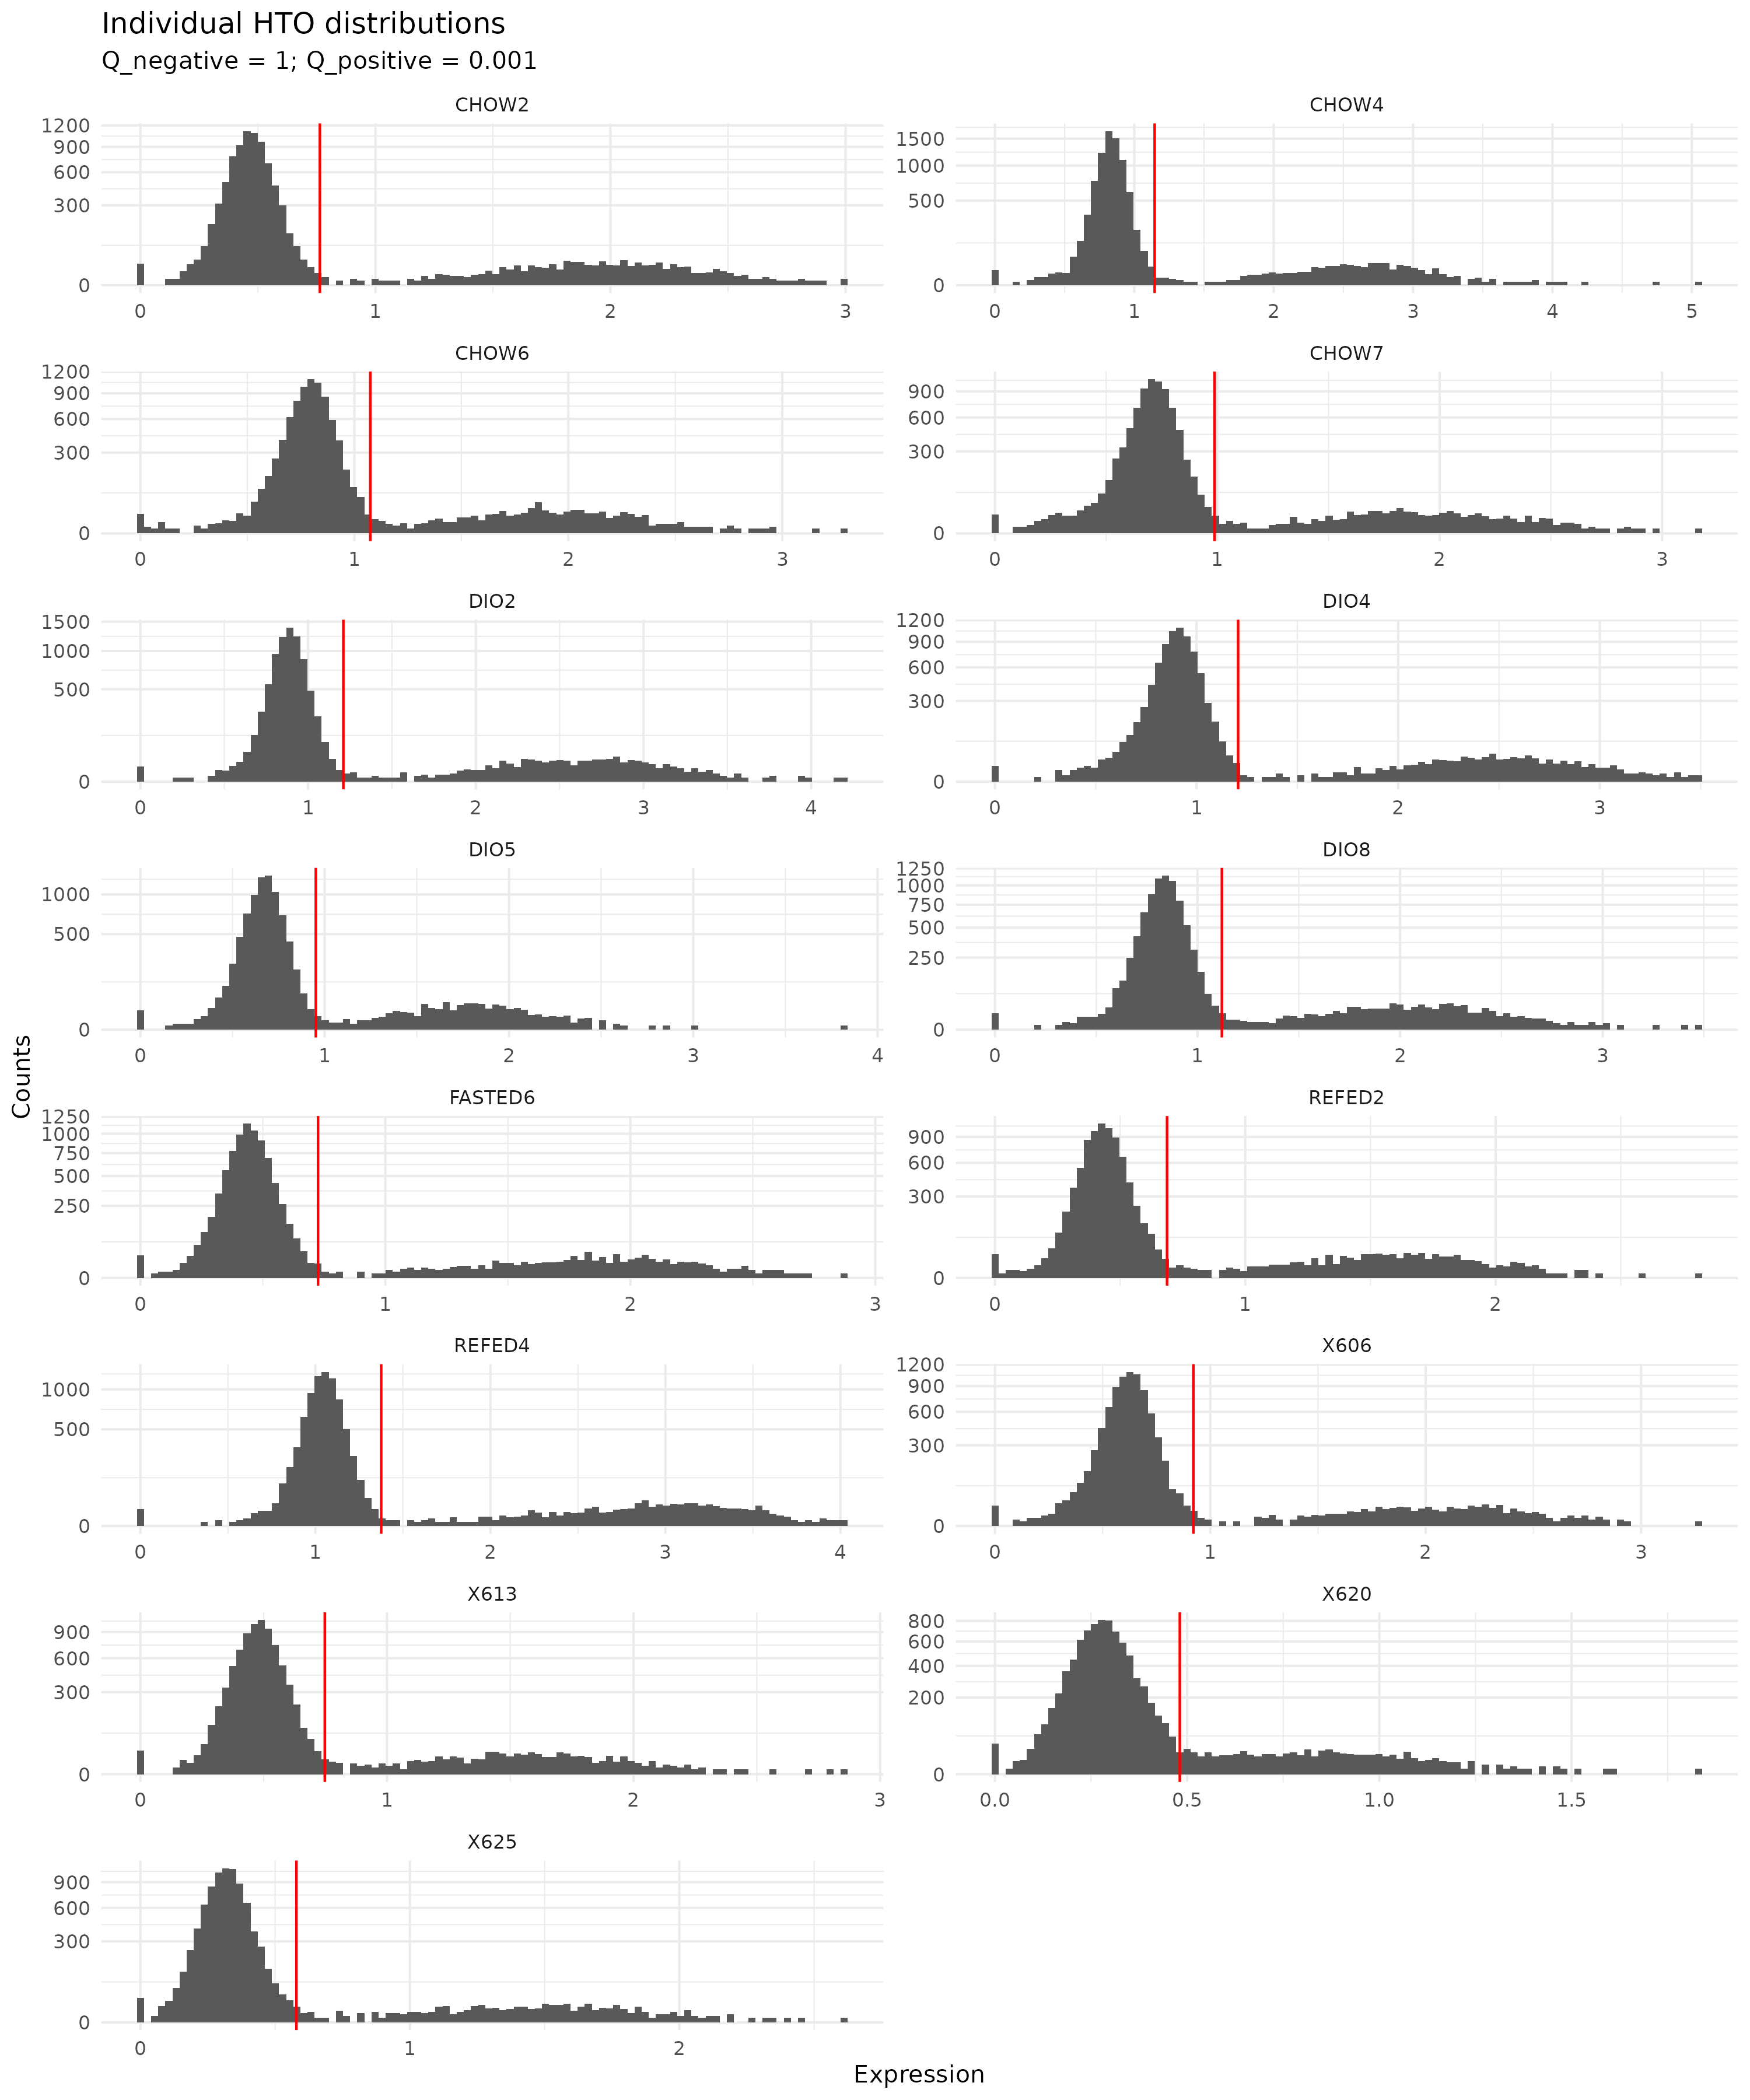 Individual HTO distributions
Q_negative = 1; Q_positive = 0.001
CHOW2 CHOW4
1200
900
600
300
0
0 1 2 3
1500
1000
500
0
0 1 2 3 4 5
CHOW6 CHOW7
1200
900
600
300
0
0 1 2 3
900
600
300
0
0 1 2 3
DIO2 DIO4
1500
1000
500
0
0 1 2 3 4
1200
900
600
300
0
0 1 2 3
DIO5 DIO8
1000
500
0
0 1 2 3 4
1250
1000
750
500
250
0
0 1 2 3
Counts
FASTED6 REFED2
1250
1000
750
500
250
0
0 1 2 3
900
600
300
0
0 1 2
REFED4 X606
1000
500
0
0 1 2 3 4
1200
900
600
300
0
0 1 2 3
X613 X620
900
600
300
0
0 1 2 3
800
600
400
200
0
0.0 0.5 1.0 1.5
X625
900
600
300
0
0 1 2
Expression